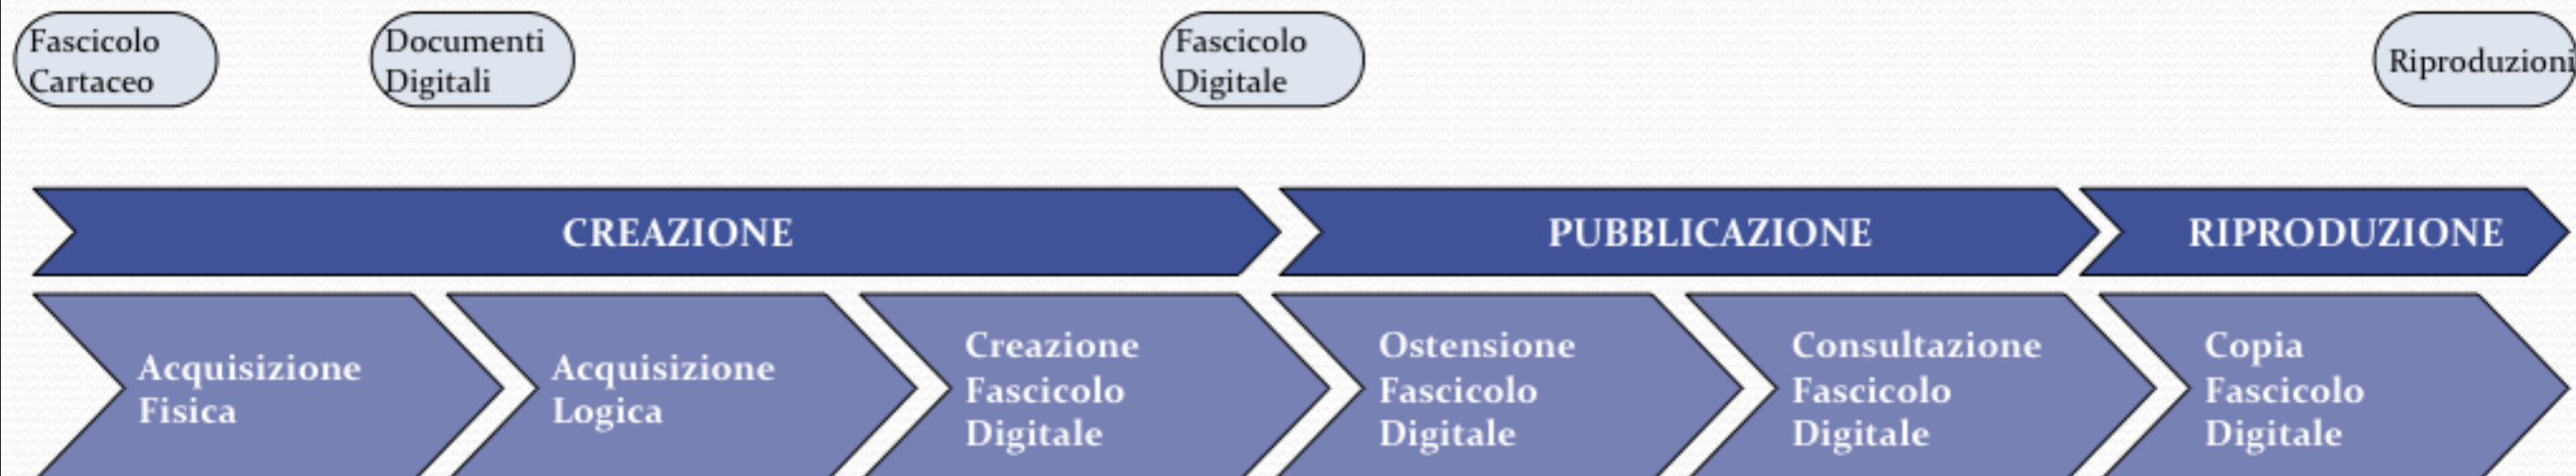 Fascicolo
Cartaceo
Documenti
Digitali
Fascicolo
Digitale
Riproduzioni
CREAZIONE
PUBBLICAZIONE
RIPRODUZIONE
Acquisizione
Fisica
Acquisizione
Logica
Creazione
Fascicolo
Digitale
Ostensione
Fascicolo
Digitale
Consultazione
Fascicolo
Digitale
Copia
Fascicolo
Digitale